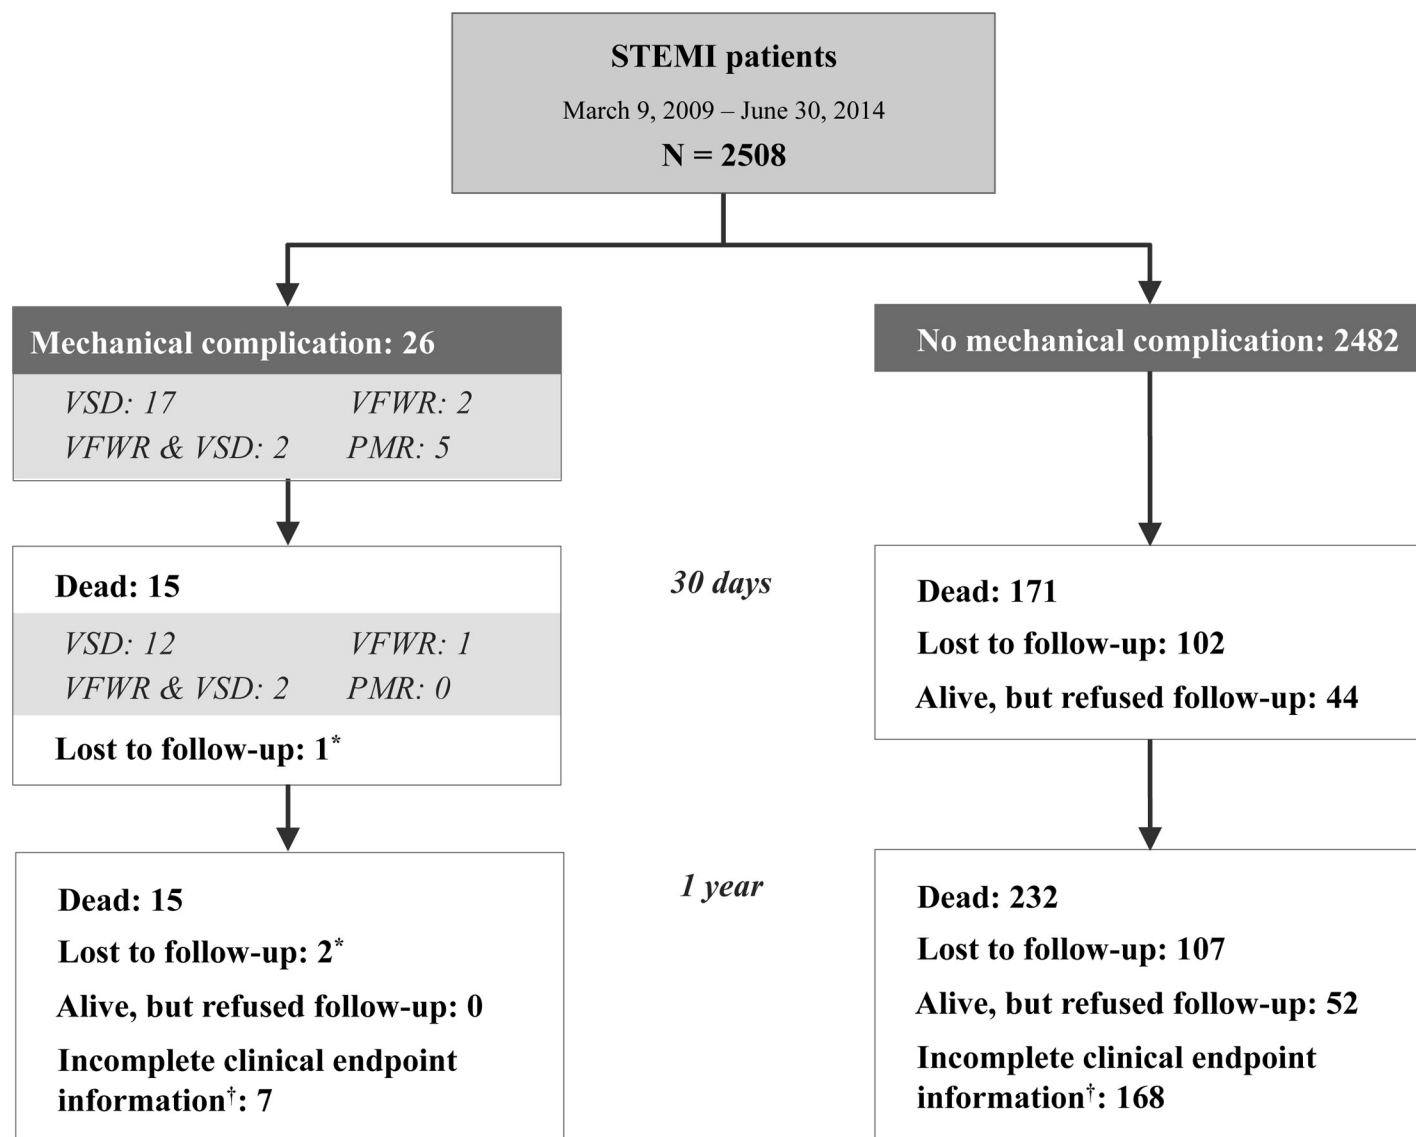 STEMI patients
March 9, 2009 – June 30, 2014
N = 2508
Mechanical complication: 26
VSD: 17 VFWR: 2
VFWR & VSD: 2 PMR: 5
No mechanical complication: 2482
30 days
Dead: 15
VSD: 12 VFWR: 1
VFWR & VSD: 2 PMR: 0
Lost to follow-up: 1*
Dead: 171
Lost to follow-up: 102
Alive, but refused follow-up: 44
1 year
Dead: 15
Lost to follow-up: 2*
Alive, but refused follow-up: 0
Incomplete clinical endpoint
information†: 7
Dead: 232
Lost to follow-up: 107
Alive, but refused follow-up: 52
Incomplete clinical endpoint
information†: 168